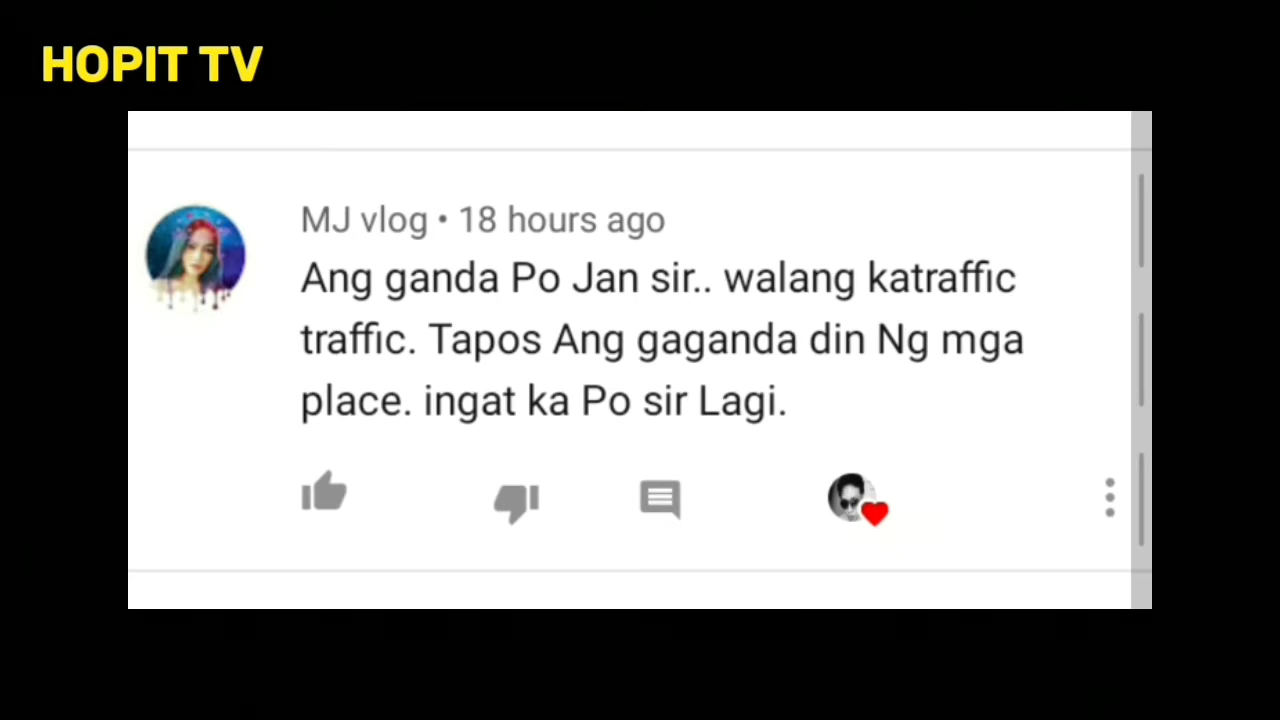 HOPIT TV
MJ vlog • 18 hours ago
Ang ganda Po Jan sir.. walang katraffic
traffic. Tapos Ang gaganda din Ng mga
place. ingat ka Po sir Lagi.